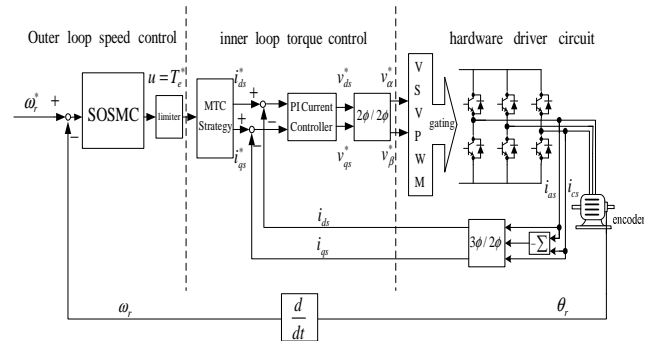 Outer loop speed control
inner loop torque control
hardware driver circuit
ω*r
+
−
SOSMC
u = T*e
limiter
MTC
Strategy
i*ds
i*qs
+
−
+
−
PI Current
Controller
v*ds
v*qs
2ϕ/2ϕ
v*α
v*β
V
S
V
P
W
M
gating
ias
ics
encoder
ids
iqs
3ϕ/2ϕ
−∑
ωr
d
dt
θr